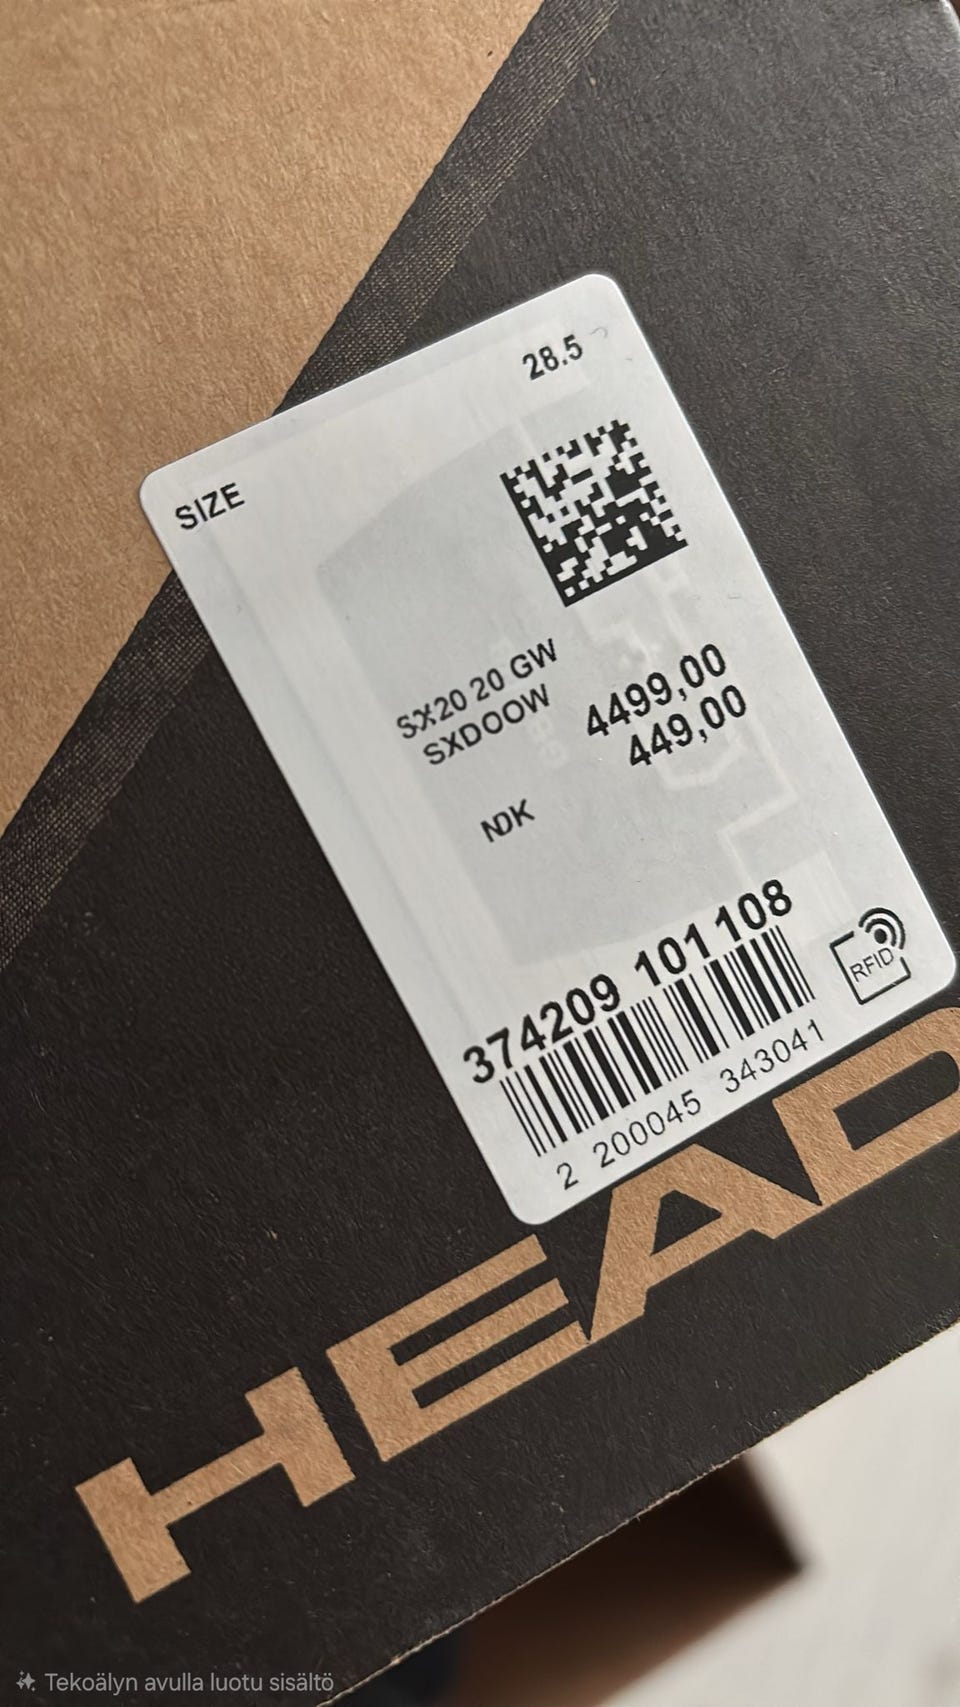 28.5
SIZE
SX20 20 GW
SXDOOW
4499,00
449,00
NDK
374209 101 108
2 200045 343041
RFID
HEAD
Tekoälyn avulla luotu sisältö